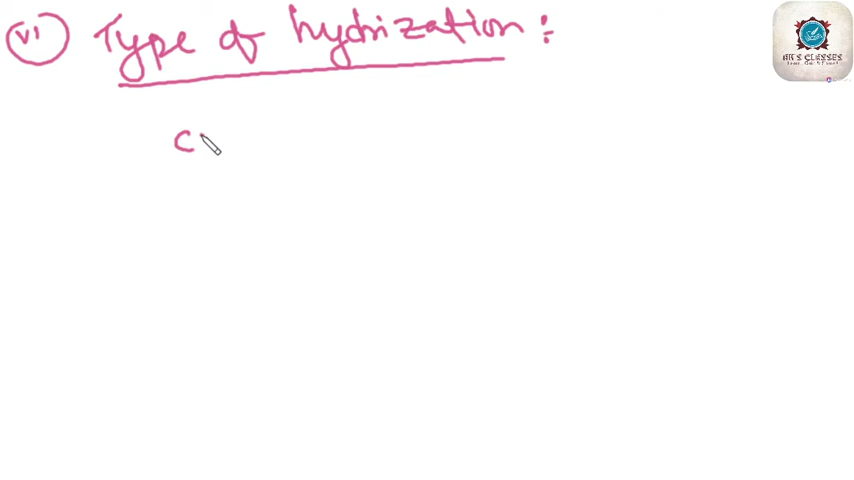 (vi) Type of hydrization :
C